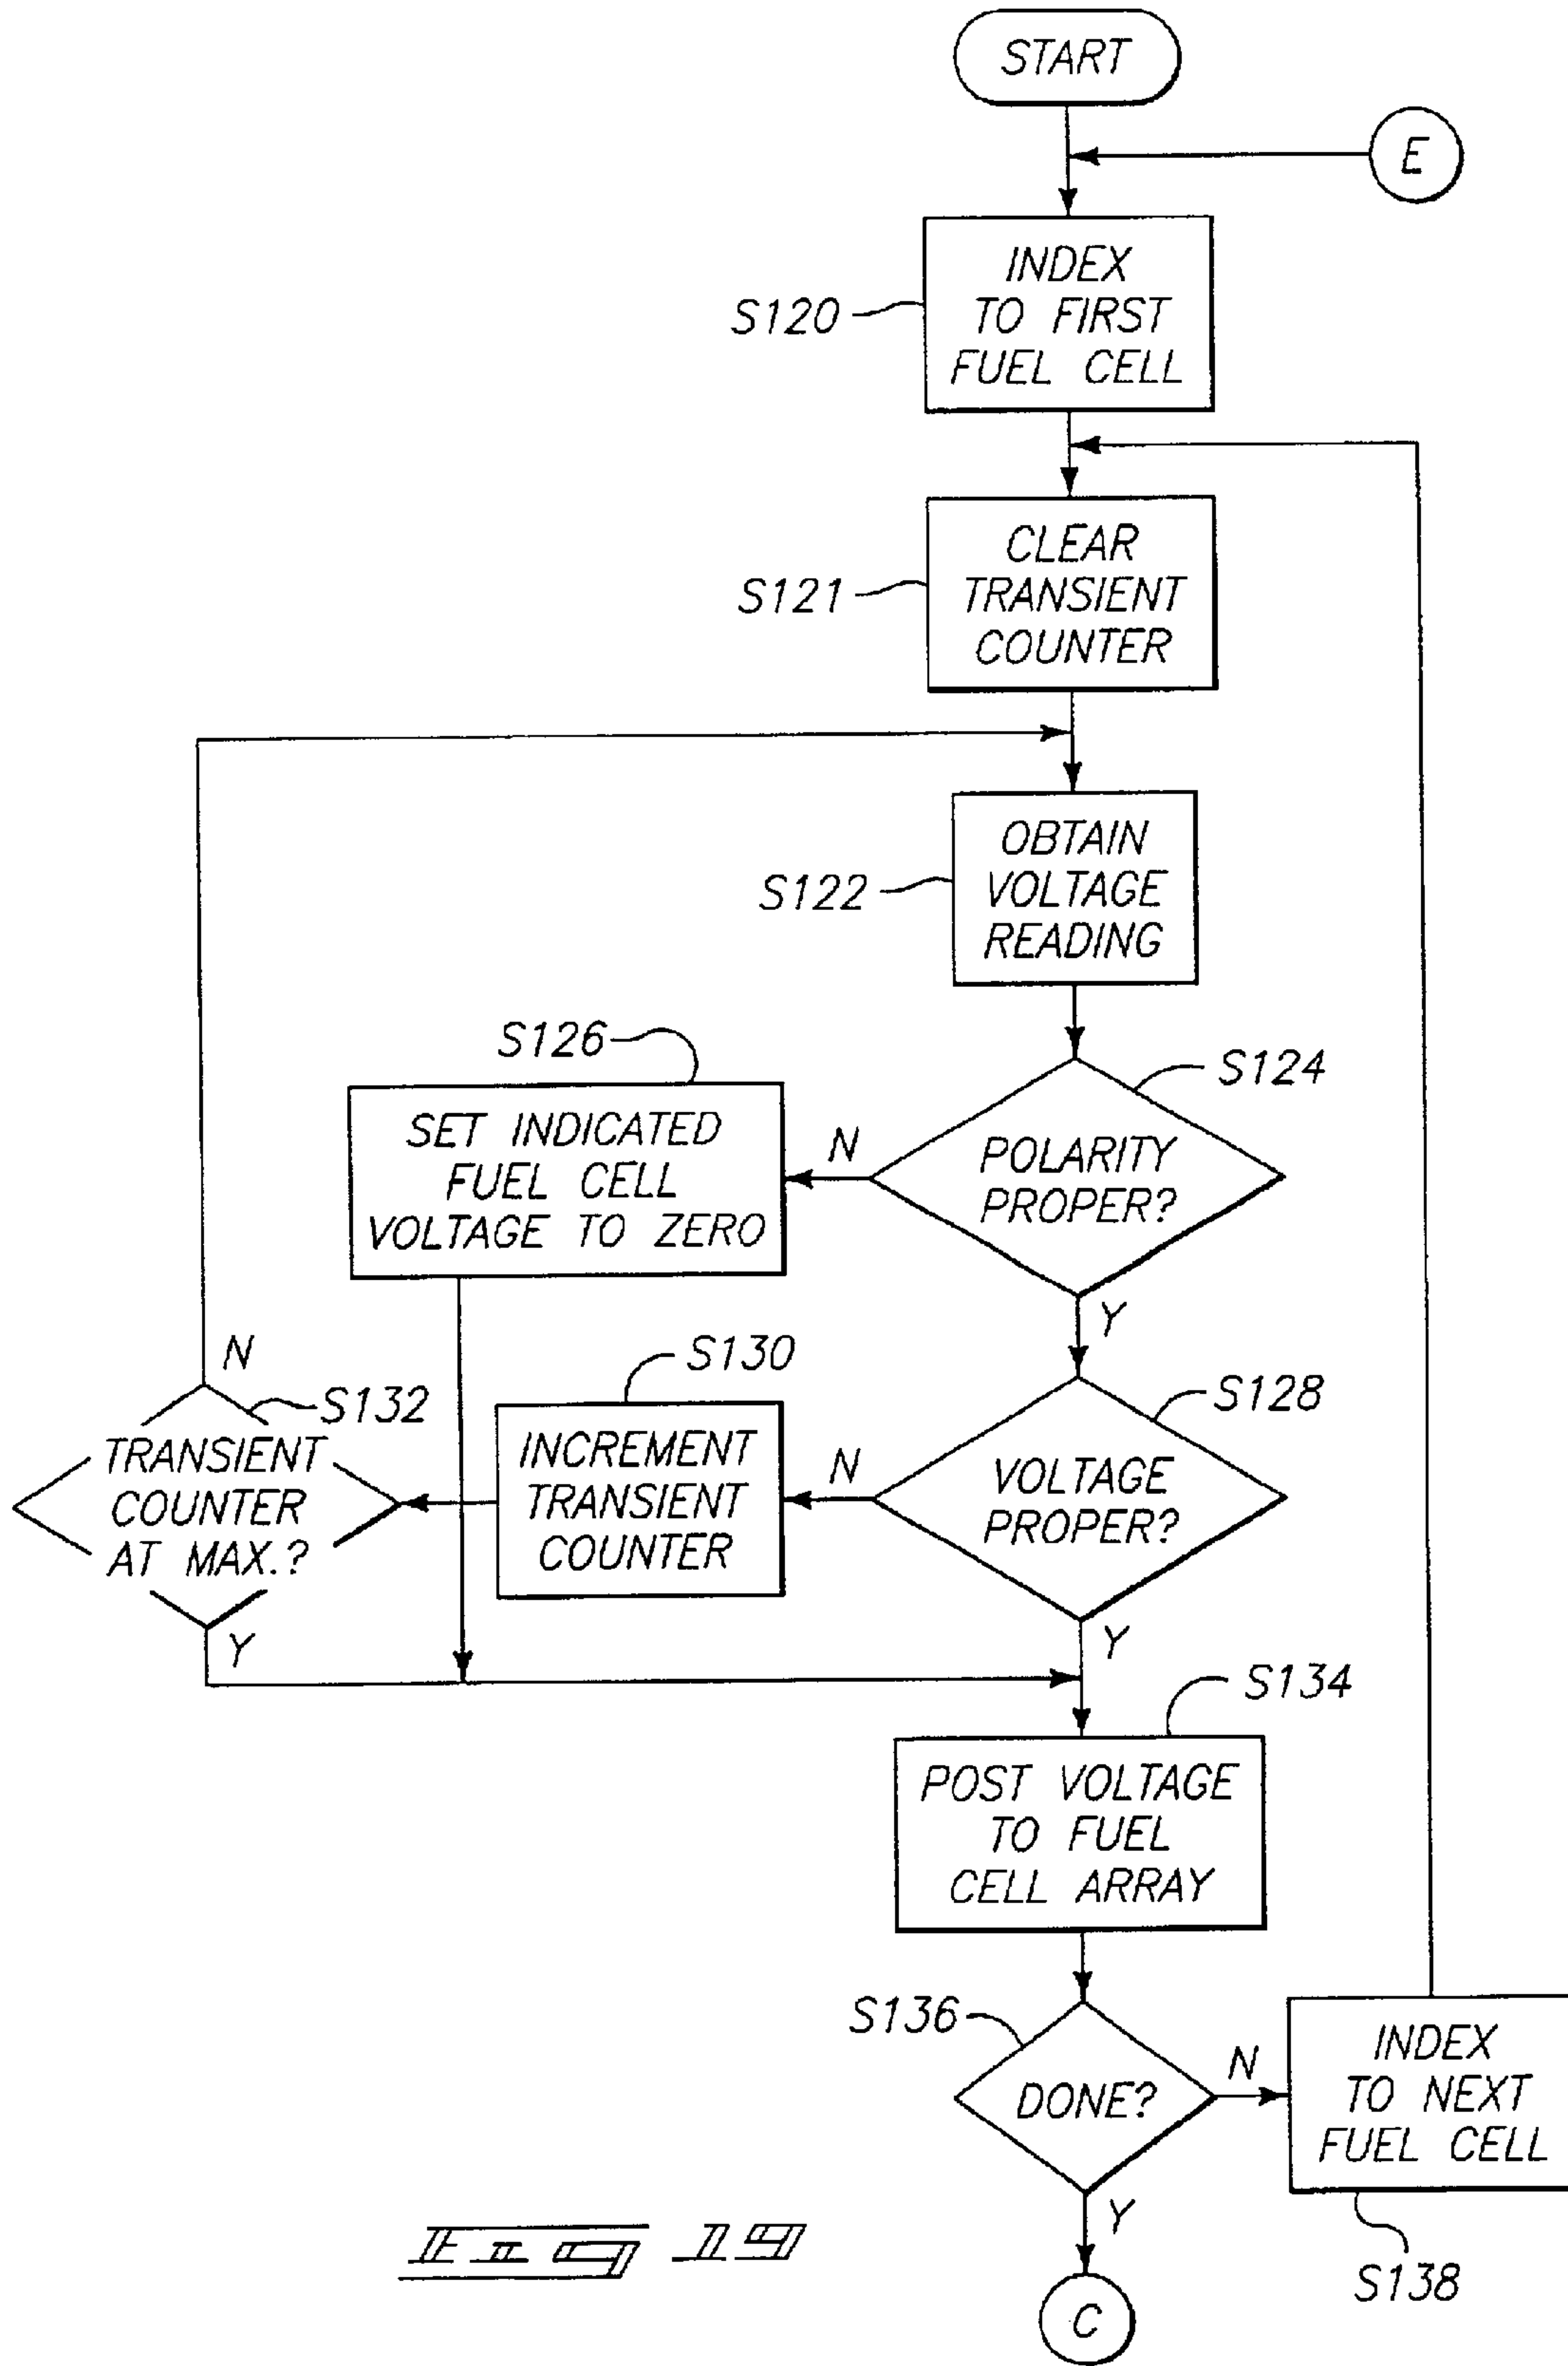 START
E
INDEX
TO FIRST
FUEL CELL
S120
CLEAR
TRANSIENT
COUNTER
S121
OBTAIN
VOLTAGE
READING
S122
S126
S124
SET INDICATED
FUEL CELL
VOLTAGE TO ZERO
N
POLARITY
PROPER?
Y
N
S130
S132
S128
TRANSIENT
COUNTER
AT MAX.?
INCREMENT
TRANSIENT
COUNTER
N
VOLTAGE
PROPER?
Y
Y
S134
POST VOLTAGE
TO FUEL
CELL ARRAY
S136
DONE?
N
INDEX
TO NEXT
FUEL CELL
Y
S138
C
Fig 19